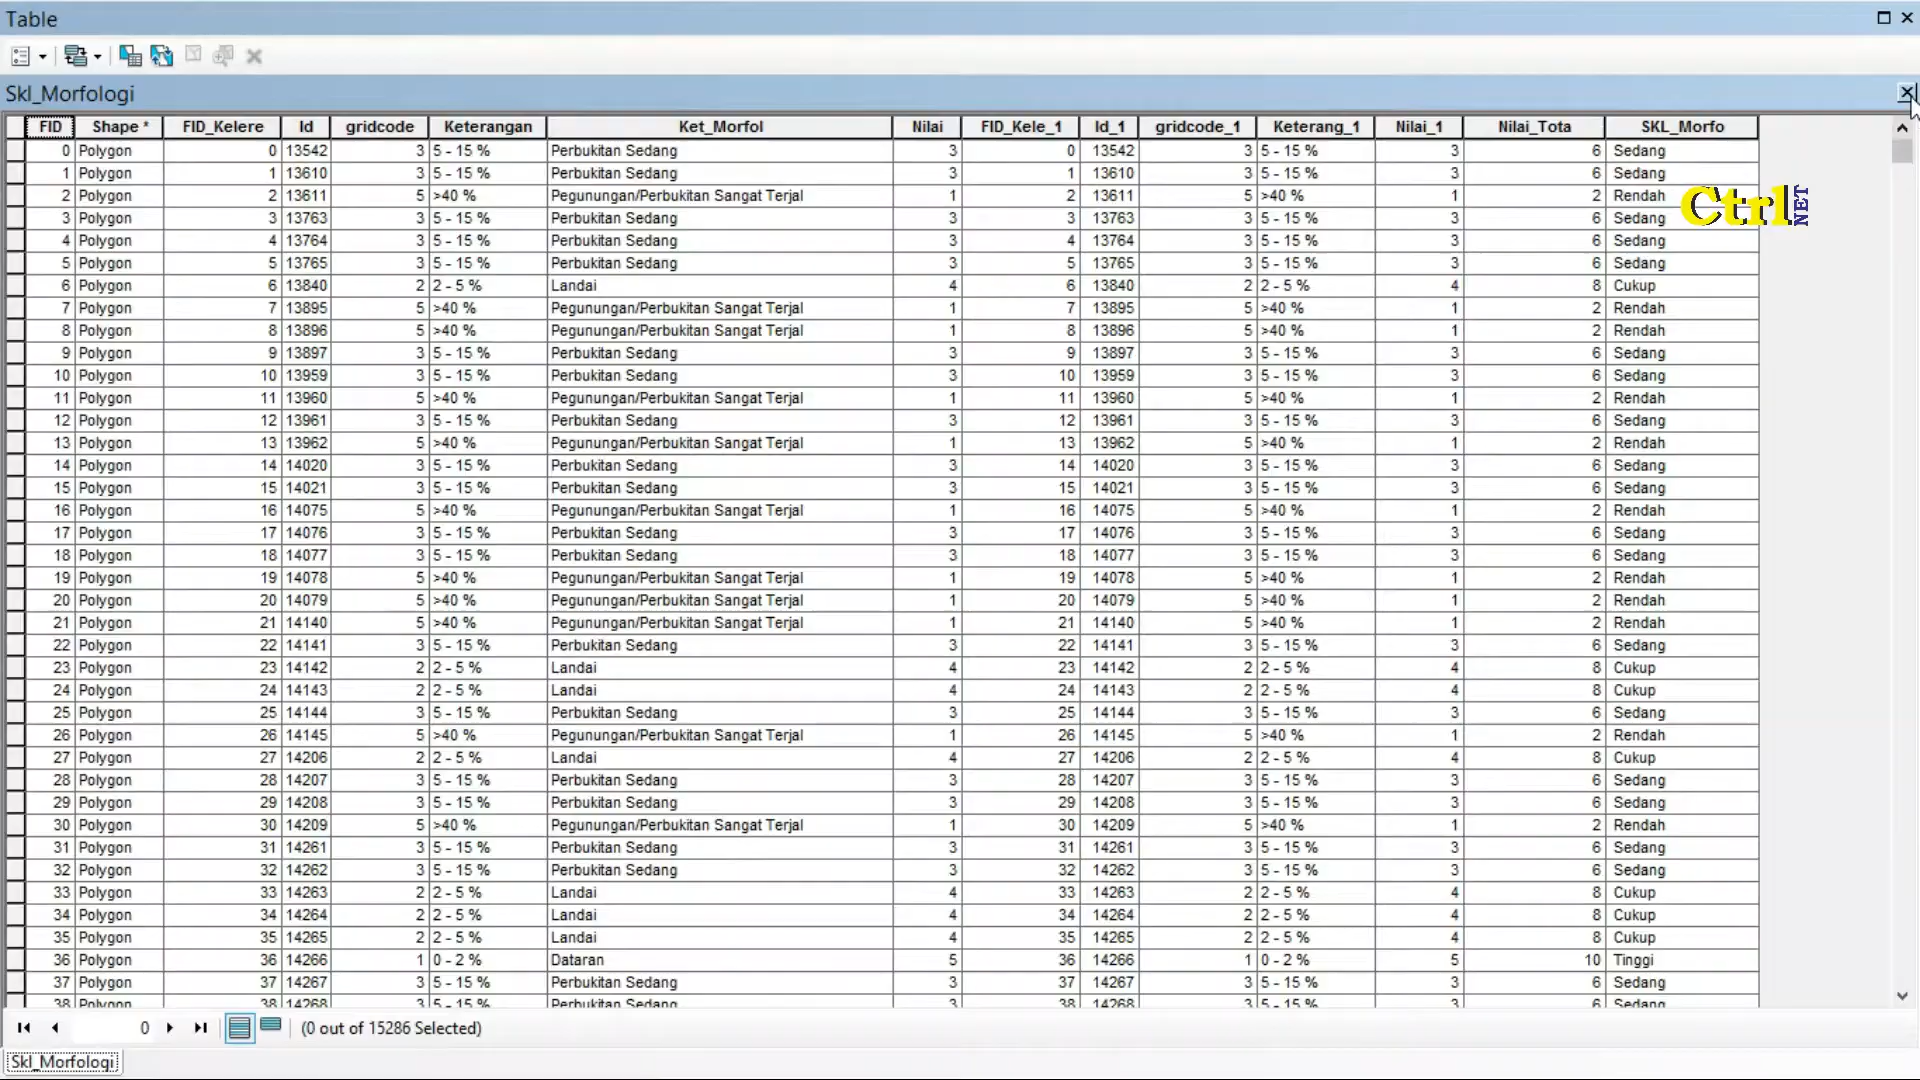 Table
Skl_Morfologi
FID Shape * FID_Kelere Id gridcode Keterangan Ket_Morfol Nilai FID_Kele_1 Id_1 gridcode_1 Keterang_1 Nilai_1 Nilai_Tota SKL_Morfo
0 Polygon 0 13542 3 5 - 15 % Perbukitan Sedang 3 0 13542 3 5 - 15 % 3 6 Sedang
1 Polygon 1 13610 3 5 - 15 % Perbukitan Sedang 3 1 13610 3 5 - 15 % 3 6 Sedang
2 Polygon 2 13611 5 >40 % Pegunungan/Perbukitan Sangat Terjal 1 2 13611 5 >40 % 1 2 Rendah
3 Polygon 3 13763 3 5 - 15 % Perbukitan Sedang 3 3 13763 3 5 - 15 % 3 6 Sedang
Ctrl NET
4 Polygon 4 13764 3 5 - 15 % Perbukitan Sedang 3 4 13764 3 5 - 15 % 3 6 Sedang
5 Polygon 5 13765 3 5 - 15 % Perbukitan Sedang 3 5 13765 3 5 - 15 % 3 6 Sedang
6 Polygon 6 13840 2 2 - 5 % Landai 4 6 13840 2 2 - 5 % 4 8 Cukup
7 Polygon 7 13895 5 >40 % Pegunungan/Perbukitan Sangat Terjal 1 7 13895 5 >40 % 1 2 Rendah
8 Polygon 8 13896 5 >40 % Pegunungan/Perbukitan Sangat Terjal 1 8 13896 5 >40 % 1 2 Rendah
9 Polygon 9 13897 3 5 - 15 % Perbukitan Sedang 3 9 13897 3 5 - 15 % 3 6 Sedang
10 Polygon 10 13959 3 5 - 15 % Perbukitan Sedang 3 10 13959 3 5 - 15 % 3 6 Sedang
11 Polygon 11 13960 5 >40 % Pegunungan/Perbukitan Sangat Terjal 1 11 13960 5 >40 % 1 2 Rendah
12 Polygon 12 13961 3 5 - 15 % Perbukitan Sedang 3 12 13961 3 5 - 15 % 3 6 Sedang
13 Polygon 13 13962 5 >40 % Pegunungan/Perbukitan Sangat Terjal 1 13 13962 5 >40 % 1 2 Rendah
14 Polygon 14 14020 3 5 - 15 % Perbukitan Sedang 3 14 14020 3 5 - 15 % 3 6 Sedang
15 Polygon 15 14021 3 5 - 15 % Perbukitan Sedang 3 15 14021 3 5 - 15 % 3 6 Sedang
16 Polygon 16 14075 5 >40 % Pegunungan/Perbukitan Sangat Terjal 1 16 14075 5 >40 % 1 2 Rendah
17 Polygon 17 14076 3 5 - 15 % Perbukitan Sedang 3 17 14076 3 5 - 15 % 3 6 Sedang
18 Polygon 18 14077 3 5 - 15 % Perbukitan Sedang 3 18 14077 3 5 - 15 % 3 6 Sedang
19 Polygon 19 14078 5 >40 % Pegunungan/Perbukitan Sangat Terjal 1 19 14078 5 >40 % 1 2 Rendah
20 Polygon 20 14079 5 >40 % Pegunungan/Perbukitan Sangat Terjal 1 20 14079 5 >40 % 1 2 Rendah
21 Polygon 21 14140 5 >40 % Pegunungan/Perbukitan Sangat Terjal 1 21 14140 5 >40 % 1 2 Rendah
22 Polygon 22 14141 3 5 - 15 % Perbukitan Sedang 3 22 14141 3 5 - 15 % 3 6 Sedang
23 Polygon 23 14142 2 2 - 5 % Landai 4 23 14142 2 2 - 5 % 4 8 Cukup
24 Polygon 24 14143 2 2 - 5 % Landai 4 24 14143 2 2 - 5 % 4 8 Cukup
25 Polygon 25 14144 3 5 - 15 % Perbukitan Sedang 3 25 14144 3 5 - 15 % 3 6 Sedang
26 Polygon 26 14145 5 >40 % Pegunungan/Perbukitan Sangat Terjal 1 26 14145 5 >40 % 1 2 Rendah
27 Polygon 27 14206 2 2 - 5 % Landai 4 27 14206 2 2 - 5 % 4 8 Cukup
28 Polygon 28 14207 3 5 - 15 % Perbukitan Sedang 3 28 14207 3 5 - 15 % 3 6 Sedang
29 Polygon 29 14208 3 5 - 15 % Perbukitan Sedang 3 29 14208 3 5 - 15 % 3 6 Sedang
30 Polygon 30 14209 5 >40 % Pegunungan/Perbukitan Sangat Terjal 1 30 14209 5 >40 % 1 2 Rendah
31 Polygon 31 14261 3 5 - 15 % Perbukitan Sedang 3 31 14261 3 5 - 15 % 3 6 Sedang
32 Polygon 32 14262 3 5 - 15 % Perbukitan Sedang 3 32 14262 3 5 - 15 % 3 6 Sedang
33 Polygon 33 14263 2 2 - 5 % Landai 4 33 14263 2 2 - 5 % 4 8 Cukup
34 Polygon 34 14264 2 2 - 5 % Landai 4 34 14264 2 2 - 5 % 4 8 Cukup
35 Polygon 35 14265 2 2 - 5 % Landai 4 35 14265 2 2 - 5 % 4 8 Cukup
36 Polygon 36 14266 1 0 - 2 % Dataran 5 36 14266 1 0 - 2 % 5 10 Tinggi
37 Polygon 37 14267 3 5 - 15 % Perbukitan Sedang 3 37 14267 3 5 - 15 % 3 6 Sedang
38 Polygon 38 14268 3 5 - 15 % Perbukitan Sedang 3 38 14268 3 5 - 15 % 3 6 Sedang
0 (0 out of 15286 Selected)
Skl_Morfologi